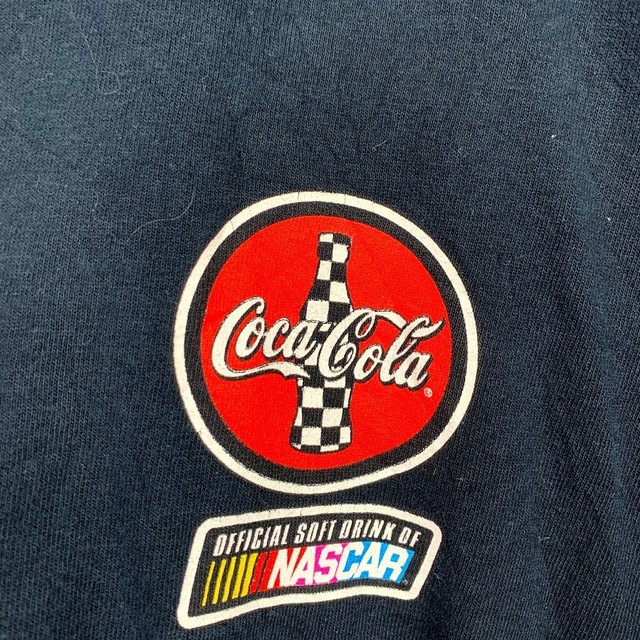 Coca-Cola
OFFICIAL SOFT DRINK OF
NASCAR